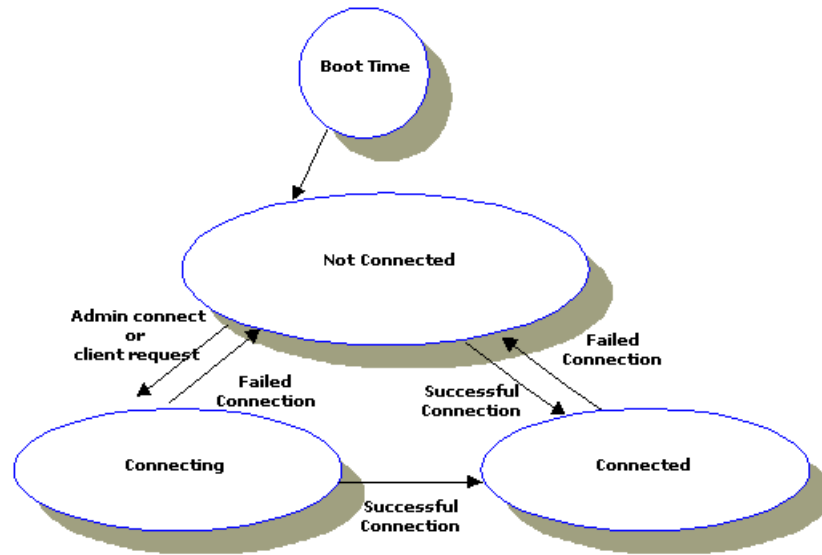 Boot Time
Not Connected
Admin connect
or
client request
Failed
Connection
Successful
Connection
Failed
Connection
Connecting
Successful
Connection
Connected